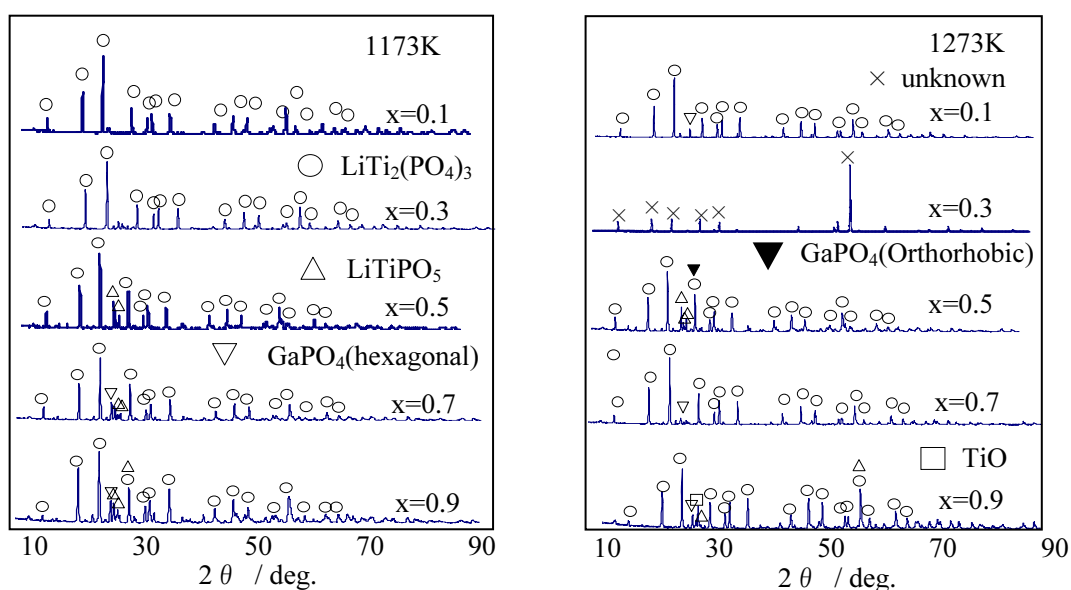 1173K
x=0.1
LiTi2(PO4)3
x=0.3
LiTiPO5
x=0.5
GaPO4(hexagonal)
x=0.7
x=0.9
10 30 50 70 90
2 θ / deg.
1273K
unknown
x=0.1
x=0.3
GaPO4(Orthorhobic)
x=0.5
x=0.7
TiO
x=0.9
10 30 50 70 90
2 θ / deg.